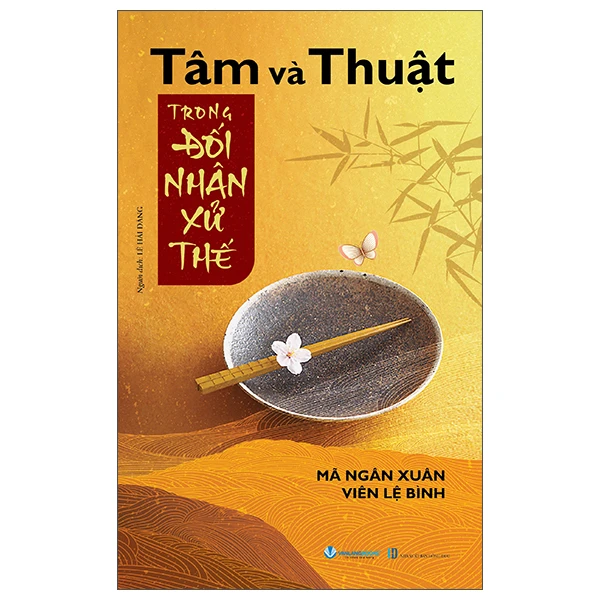 Tâm và Thuật
TRONG
ĐỐI
NHÂN
XỬ
THẾ
Người dịch: LÊ HẢI ĐĂNG
MÃ NGÂN XUÂN
VIÊN LỆ BÌNH